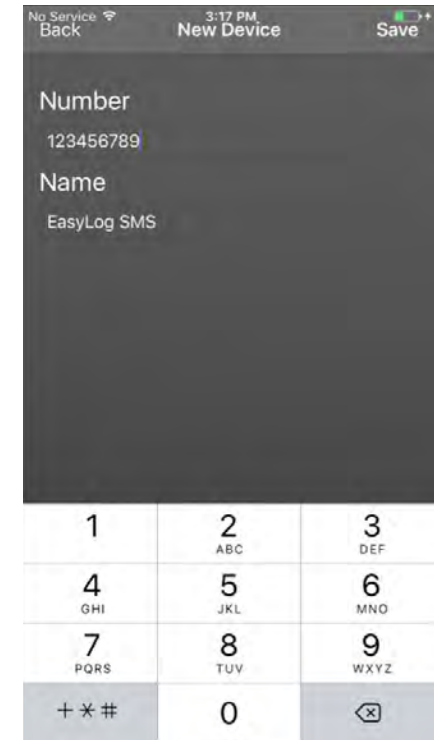 No Service 3:17 PM
Back New Device Save
Number
123456789
Name
EasyLog SMS
1 2 3
ABC DEF
4 5 6
GHI JKL MNO
7 8 9
PQRS TUV WXYZ
+*# 0